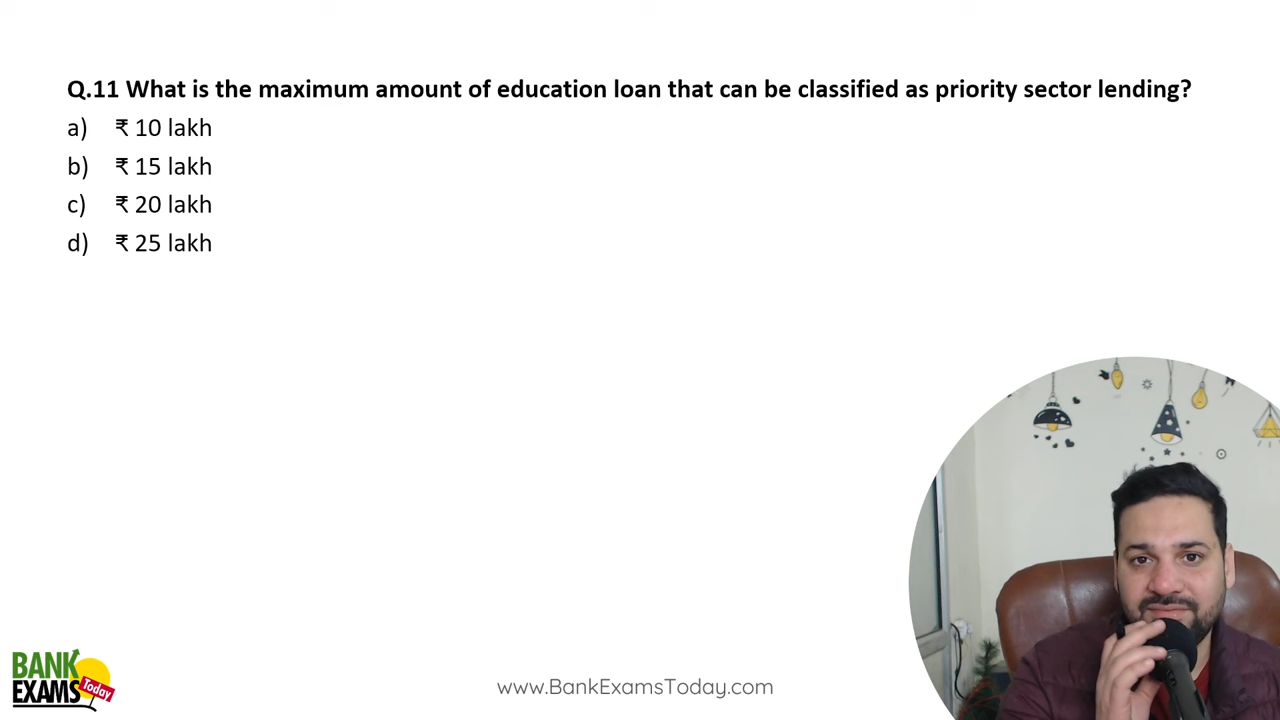 Q.11 What is the maximum amount of education loan that can be classified as priority sector lending?
a) ₹ 10 lakh
b) ₹ 15 lakh
c) ₹ 20 lakh
d) ₹ 25 lakh
BANK
EXAMS
Today
www.BankExamsToday.com